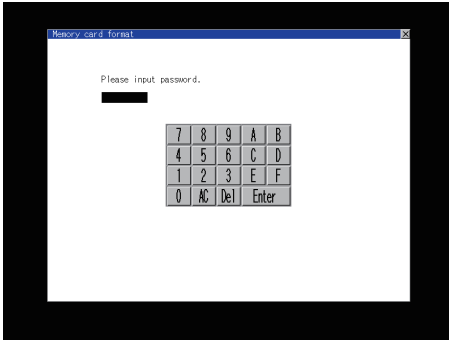 Memory card format
Please input password.
7 8 9 A B
4 5 6 C D
1 2 3 E F
0 AC Del Enter